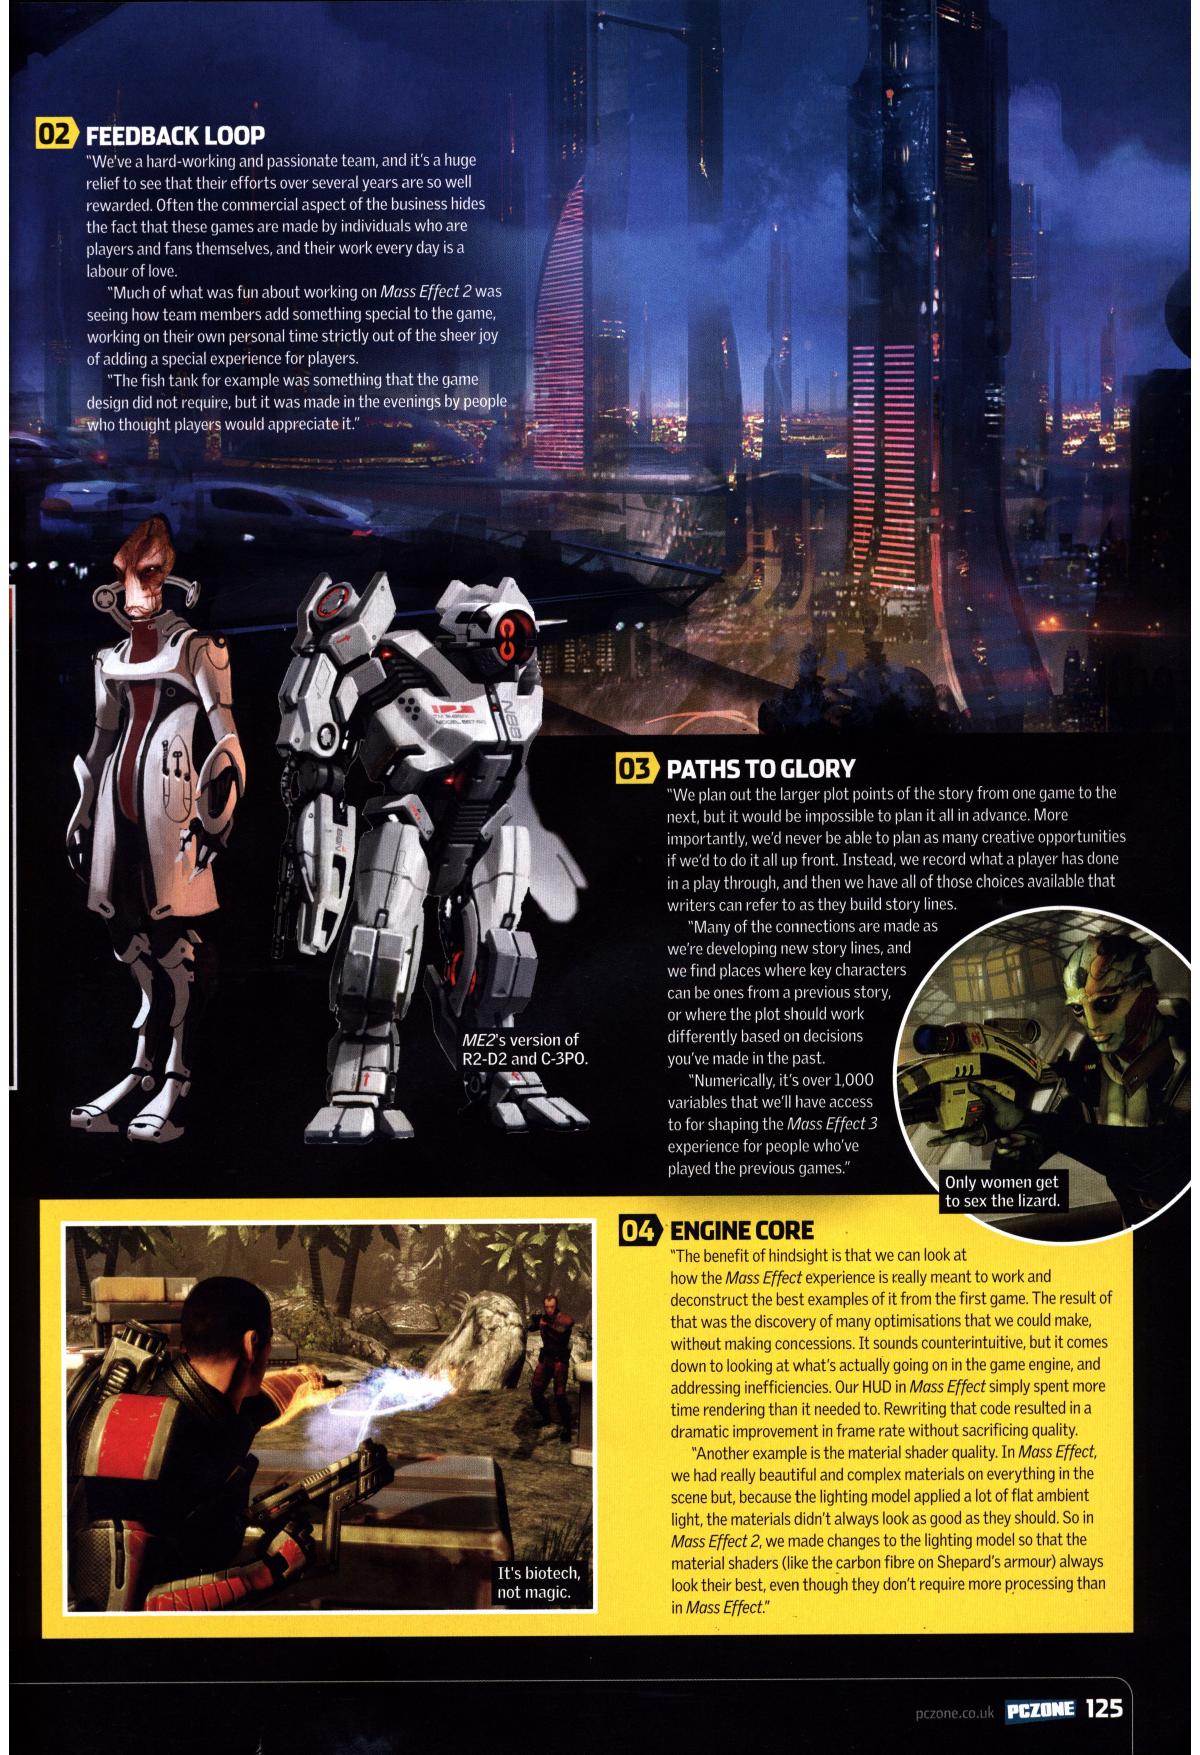 02 FEEDBACK LOOP
"We've a hard-working and passionate team, and it's a huge
relief to see that their efforts over several years are so well
rewarded. Often the commercial aspect of the business hides
the fact that these games are made by individuals who are
players and fans themselves, and their work every day is a
labour of love.
"Much of what was fun about working on Mass Effect 2 was
seeing how team members add something special to the game,
working on their own personal time strictly out of the sheer joy
of adding a special experience for players.
"The fish tank for example was something that the game
design did not require, but it was made in the evenings by people
who thought players would appreciate it."
ME2's version of
R2-D2 and C-3PO.
03 PATHS TO GLORY
"We plan out the larger plot points of the story from one game to the
next, but it would be impossible to plan it all in advance. More
importantly, we'd never be able to plan as many creative opportunities
if we'd to do it all up front. Instead, we record what a player has done
in a play through, and then we have all of those choices available that
writers can refer to as they build story lines.
"Many of the connections are made as
we're developing new story lines, and
we find places where key characters
can be ones from a previous story,
or where the plot should work
differently based on decisions
you've made in the past.
"Numerically, it's over 1,000
variables that we'll have access
to for shaping the Mass Effect 3
experience for people who've
played the previous games."
Only women get
to sex the lizard.
04 ENGINE CORE
"The benefit of hindsight is that we can look at
how the Mass Effect experience is really meant to work and
deconstruct the best examples of it from the first game. The result of
that was the discovery of many optimisations that we could make,
without making concessions. It sounds counterintuitive, but it comes
down to looking at what's actually going on in the game engine, and
addressing inefficiencies. Our HUD in Mass Effect simply spent more
time rendering than it needed to. Rewriting that code resulted in a
dramatic improvement in frame rate without sacrificing quality.
"Another example is the material shader quality. In Mass Effect,
we had really beautiful and complex materials on everything in the
scene but, because the lighting model applied a lot of flat ambient
light, the materials didn't always look as good as they should. So in
Mass Effect 2, we made changes to the lighting model so that the
material shaders (like the carbon fibre on Shepard's armour) always
look their best, even though they don't require more processing than
in Mass Effect."
It's biotech,
not magic.
pczone.co.uk PCZONE 125